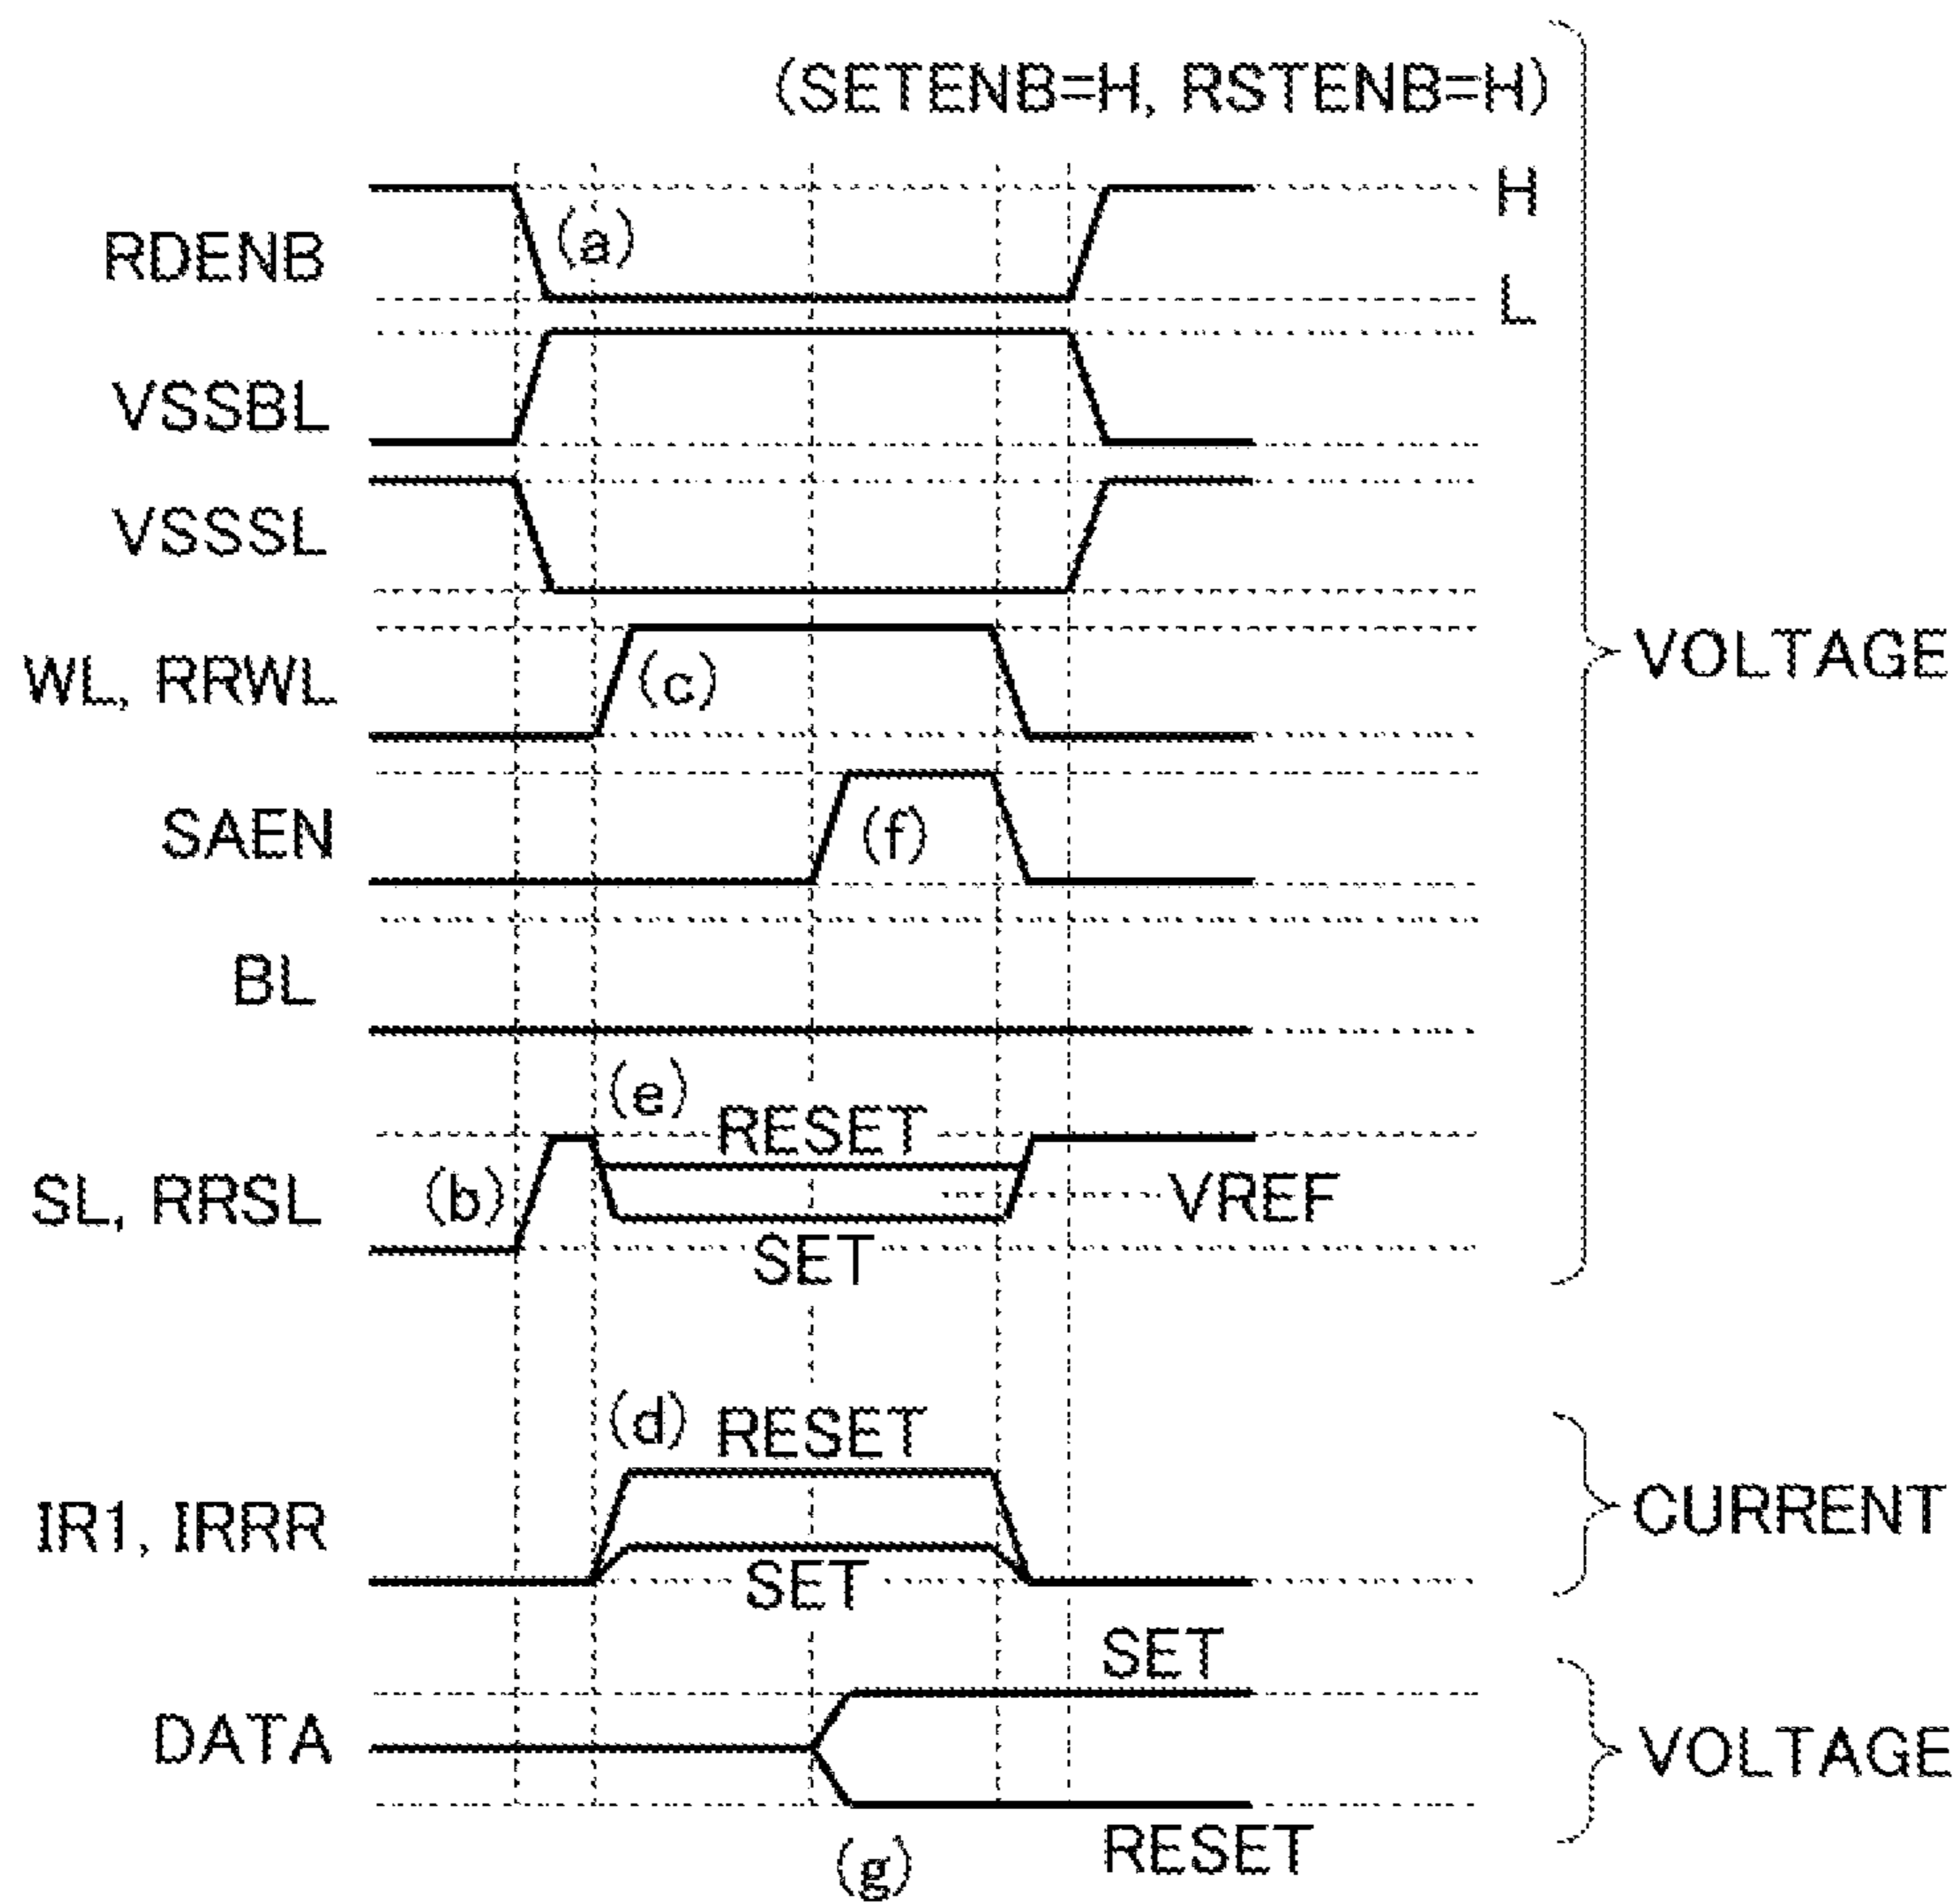 (SETENB=H, RSTENB=H)
H
RDENB
(a)
L
VSSBL
VSSSL
WL, RRWL
(c)
VOLTAGE
SAEN
(f)
BL
(e)
RESET
SL, RRSL
(b)
VREF
SET
(d)
RESET
IR1, IRRR
CURRENT
SET
SET
DATA
VOLTAGE
RESET
(g)